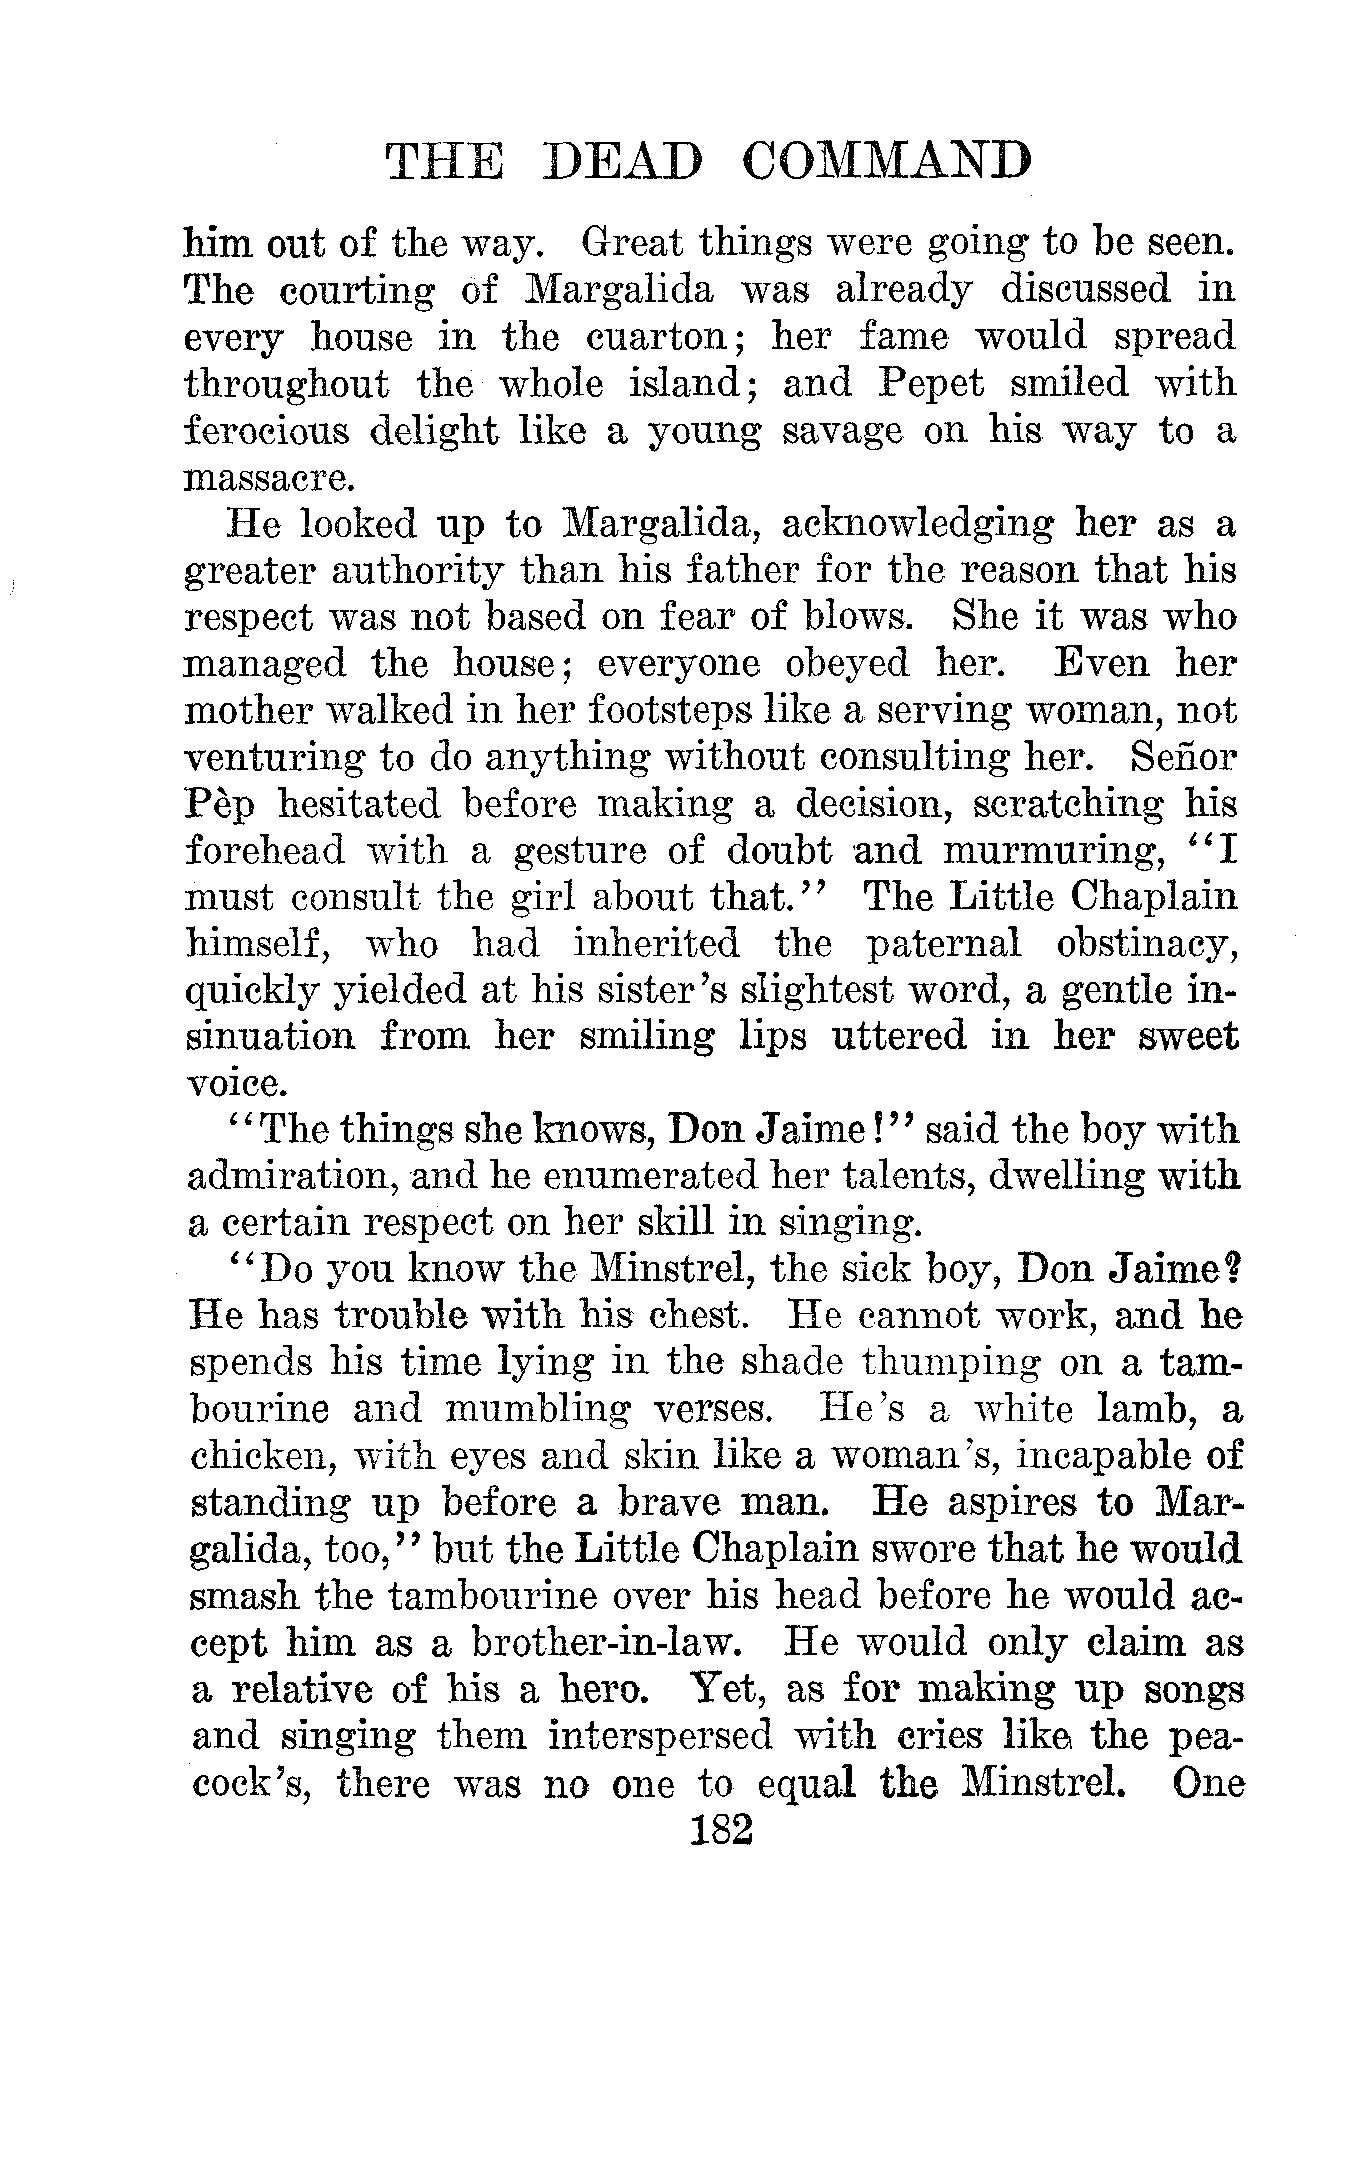 THE DEAD COMMAND
him out of the way. Great things were going to be seen.
The courting of Margalida was already discussed in
every house in the cuarton; her fame would spread
throughout the whole island; and Pepet smiled with
ferocious delight like a young savage on his way to a
massacre.
He looked up to Margalida, acknowledging her as a
greater authority than his father for the reason that his
respect was not based on fear of blows. She it was who
managed the house; everyone obeyed her. Even her
mother walked in her footsteps like a serving woman, not
venturing to do anything without consulting her. Señor
Pèp hesitated before making a decision, scratching his
forehead with a gesture of doubt and murmuring, "I
must consult the girl about that." The Little Chaplain
himself, who had inherited the paternal obstinacy,
quickly yielded at his sister's slightest word, a gentle in-
sinuation from her smiling lips uttered in her sweet
voice.
"The things she knows, Don Jaime!" said the boy with
admiration, and he enumerated her talents, dwelling with
a certain respect on her skill in singing.
"Do you know the Minstrel, the sick boy, Don Jaime?
He has trouble with his chest. He cannot work, and he
spends his time lying in the shade thumping on a tam-
bourine and mumbling verses. He's a white lamb, a
chicken, with eyes and skin like a woman's, incapable of
standing up before a brave man. He aspires to Mar-
galida, too," but the Little Chaplain swore that he would
smash the tambourine over his head before he would ac-
cept him as a brother-in-law. He would only claim as
a relative of his a hero. Yet, as for making up songs
and singing them interspersed with cries like the pea-
cock's, there was no one to equal the Minstrel. One
182